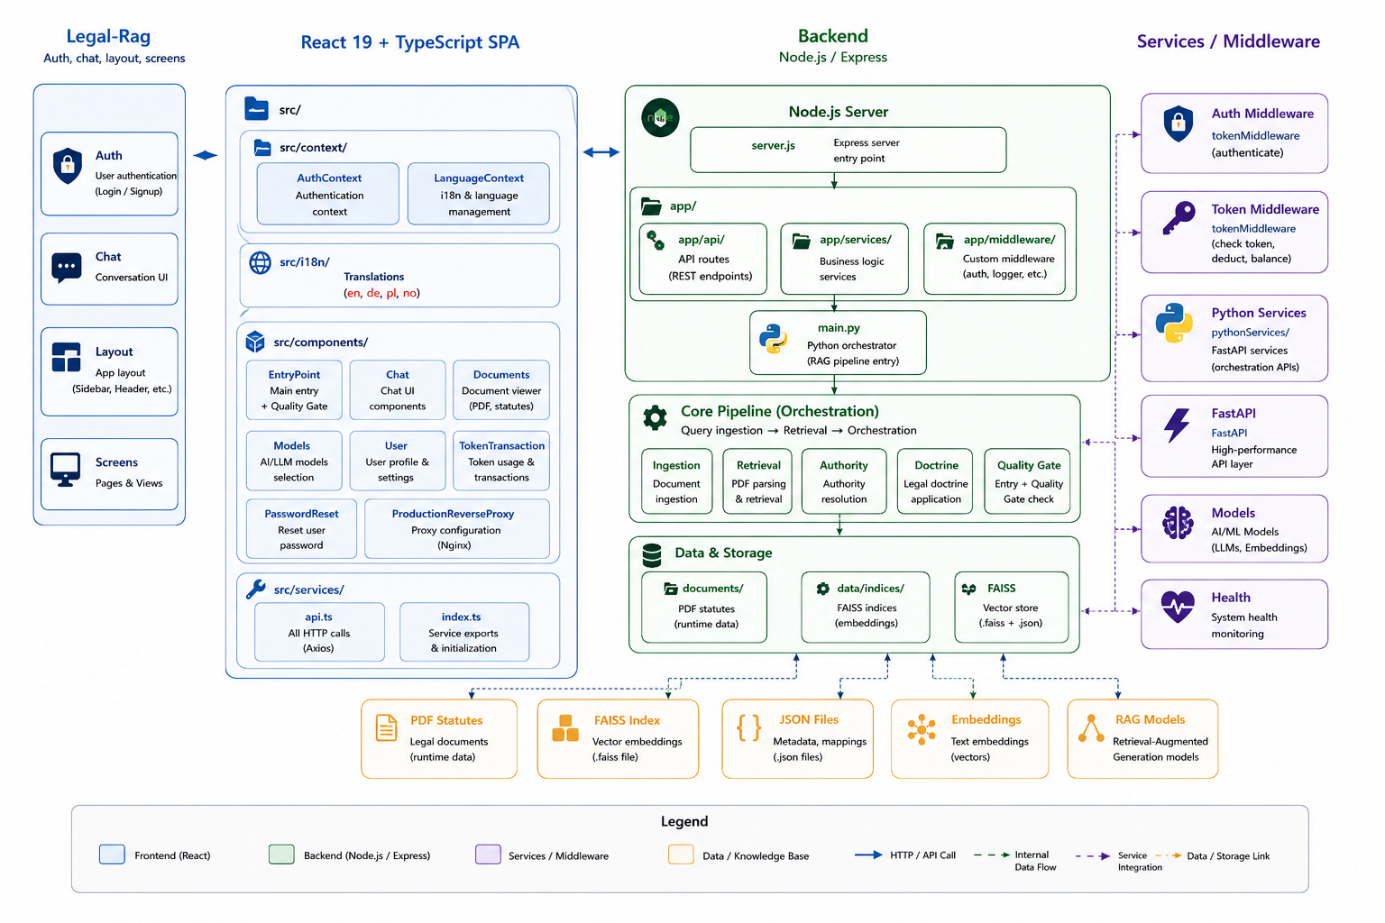 Legal-Rag
Auth, chat, layout, screens
Auth
User authentication
(Login / Signup)
Chat
Conversation UI
Layout
App layout
(Sidebar, Header, etc.)
Screens
Pages & Views
React 19 + TypeScript SPA
src/
src/context/
AuthContext
Authentication
context
LanguageContext
i18n & language
management
src/i18n/
Translations
(en, de, pl, no)
src/components/
EntryPoint
Main entry
+ Quality Gate
Chat
Chat UI
components
Documents
Document viewer
(PDF, statutes)
Models
AI/LLM models
selection
User
User profile &
settings
TokenTransaction
Token usage &
transactions
PasswordReset
Reset user
password
ProductionReverseProxy
Proxy configuration
(Nginx)
src/services/
api.ts
All HTTP calls
(Axios)
index.ts
Service exports
& initialization
Backend
Node.js / Express
Node.js Server
server.js
Express server
entry point
app/
app/api/
API routes
(REST endpoints)
app/services/
Business logic
services
app/middleware/
Custom middleware
(auth, logger, etc.)
main.py
Python orchestrator
(RAG pipeline entry)
Core Pipeline (Orchestration)
Query ingestion → Retrieval → Orchestration
Ingestion
Document
ingestion
Retrieval
PDF parsing
& retrieval
Authority
Authority
resolution
Doctrine
Legal doctrine
application
Quality Gate
Entry + Quality
Gate check
Data & Storage
documents/
PDF statutes
(runtime data)
data/indices/
FAISS indices
(embeddings)
FAISS
Vector store
(.faiss + .json)
Services / Middleware
Auth Middleware
tokenMiddleware
(authenticate)
Token Middleware
tokenMiddleware
(check token,
deduct, balance)
Python Services
pythonServices/
FastAPI services
(orchestration APIs)
FastAPI
FastAPI
High-performance
API layer
Models
AI/ML Models
(LLMs, Embeddings)
Health
System health
monitoring
PDF Statutes
Legal documents
(runtime data)
FAISS Index
Vector embeddings
(.faiss file)
JSON Files
Metadata, mappings
(.json files)
Embeddings
Text embeddings
(vectors)
RAG Models
Retrieval-Augmented
Generation models
Legend
Frontend (React)
Backend (Node.js / Express)
Services / Middleware
Data / Knowledge Base
HTTP / API Call
Internal
Data Flow
Service
Integration
Data / Storage Link